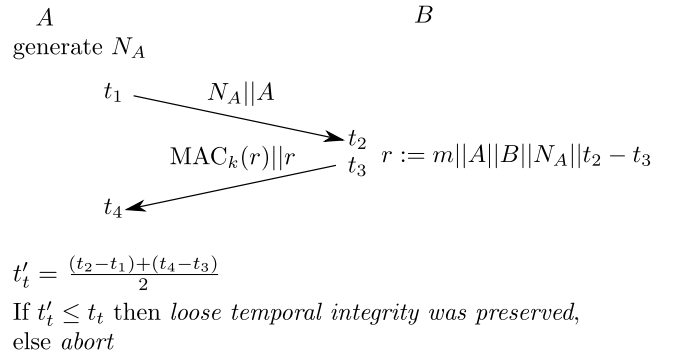 A B
generate N_A
t_1 N_A||A
t_2
MAC_k(r)||r t_3 r := m||A||B||N_A||t_2 − t_3
t_4
t′_t = \frac{(t_2−t_1)+(t_4−t_3)}{2}
If t′_t ≤ t_t then loose temporal integrity was preserved,
else abort